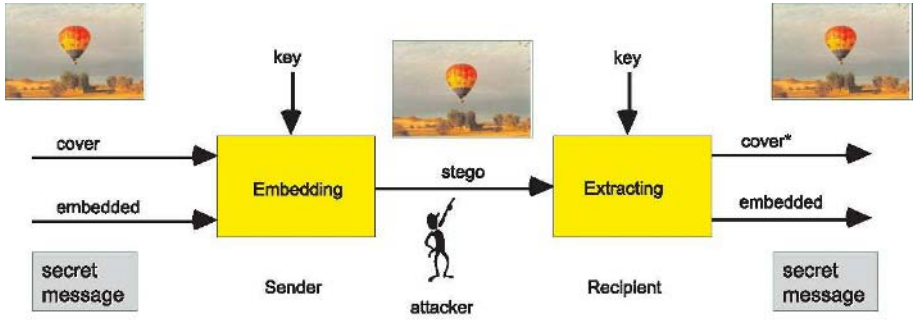 key
key
cover
cover*
stego
Embedding
Extracting
embedded
embedded
secret
message
Sender
attacker
Recipient
secret
message